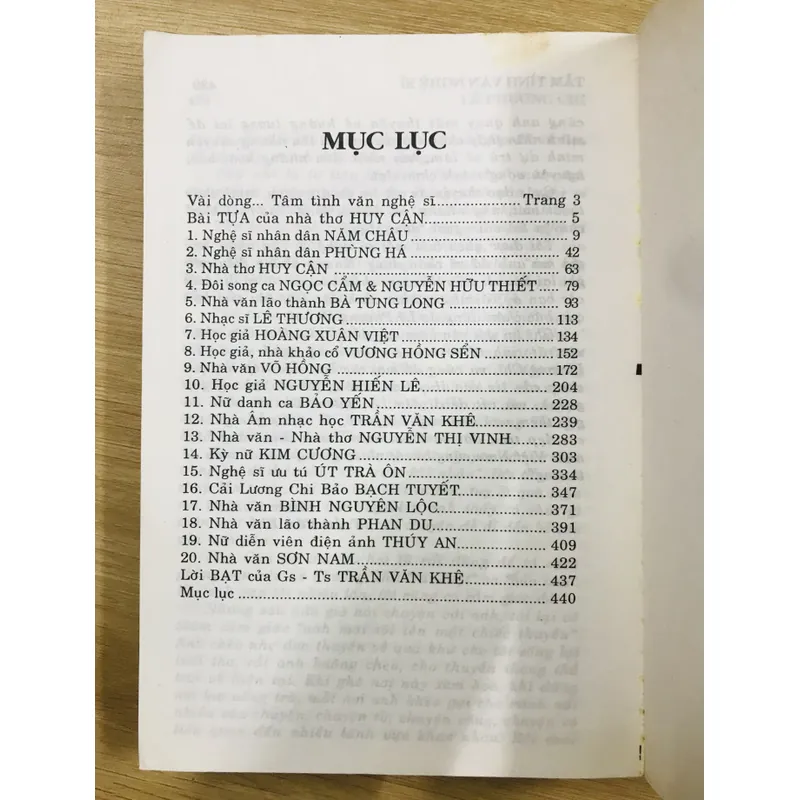 MỤC LỤC
Vài dòng... Tâm tình văn nghệ sĩ.................... Trang 3
Bài TỰA của nhà thơ HUY CẬN................................ 5
1. Nghệ sĩ nhân dân NĂM CHÂU................................ 9
2. Nghệ sĩ nhân dân PHÙNG HÁ................................ 42
3. Nhà thơ HUY CẬN................................ 63
4. Đôi song ca NGỌC CẨM & NGUYỄN HỮU THIẾT..... 79
5. Nhà văn lão thành BÀ TÙNG LONG.................... 93
6. Nhạc sĩ LÊ THƯƠNG................................ 113
7. Học giả HOÀNG XUÂN VIỆT................................ 134
8. Học giả, nhà khảo cổ VƯƠNG HỒNG SỂN............ 152
9. Nhà văn VÕ HỒNG................................ 172
10. Học giả NGUYỄN HIẾN LÊ.................... 204
11. Nữ danh ca BẢO YẾN.................... 228
12. Nhà Âm nhạc học TRẦN VĂN KHÊ............ 239
13. Nhà văn - Nhà thơ NGUYỄN THỊ VINH........ 283
14. Kỳ nữ KIM CƯƠNG................................ 303
15. Nghệ sĩ ưu tú ÚT TRÀ ÔN.................... 334
16. Cải Lương Chi Bảo BẠCH TUYẾT............ 347
17. Nhà văn BÌNH NGUYÊN LỘC.................... 371
18. Nhà văn lão thành PHAN DU.................... 391
19. Nữ diễn viên điện ảnh THÚY AN............ 409
20. Nhà văn SƠN NAM................................ 422
Lời BẠT của Gs - Ts TRẦN VĂN KHÊ............ 437
Mục lục................................ 440